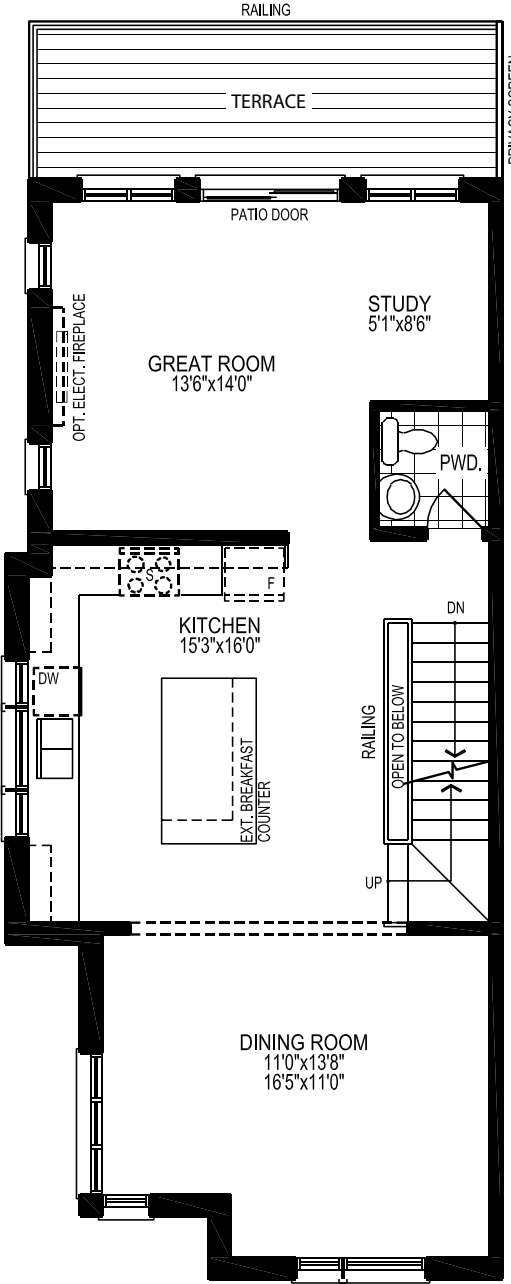 RAILING
PRIVACY SCREEN
TERRACE
PATIO DOOR
STUDY
5'1"x8'6"
OPT. ELECT. FIREPLACE
GREAT ROOM
13'6"x14'0"
PWD.
S
F
KITCHEN
15'3"x16'0"
DN
DW
RAILING
OPEN TO BELOW
EXT. BREAKFAST
COUNTER
UP
DINING ROOM
11'0"x13'8"
16'5"x11'0"